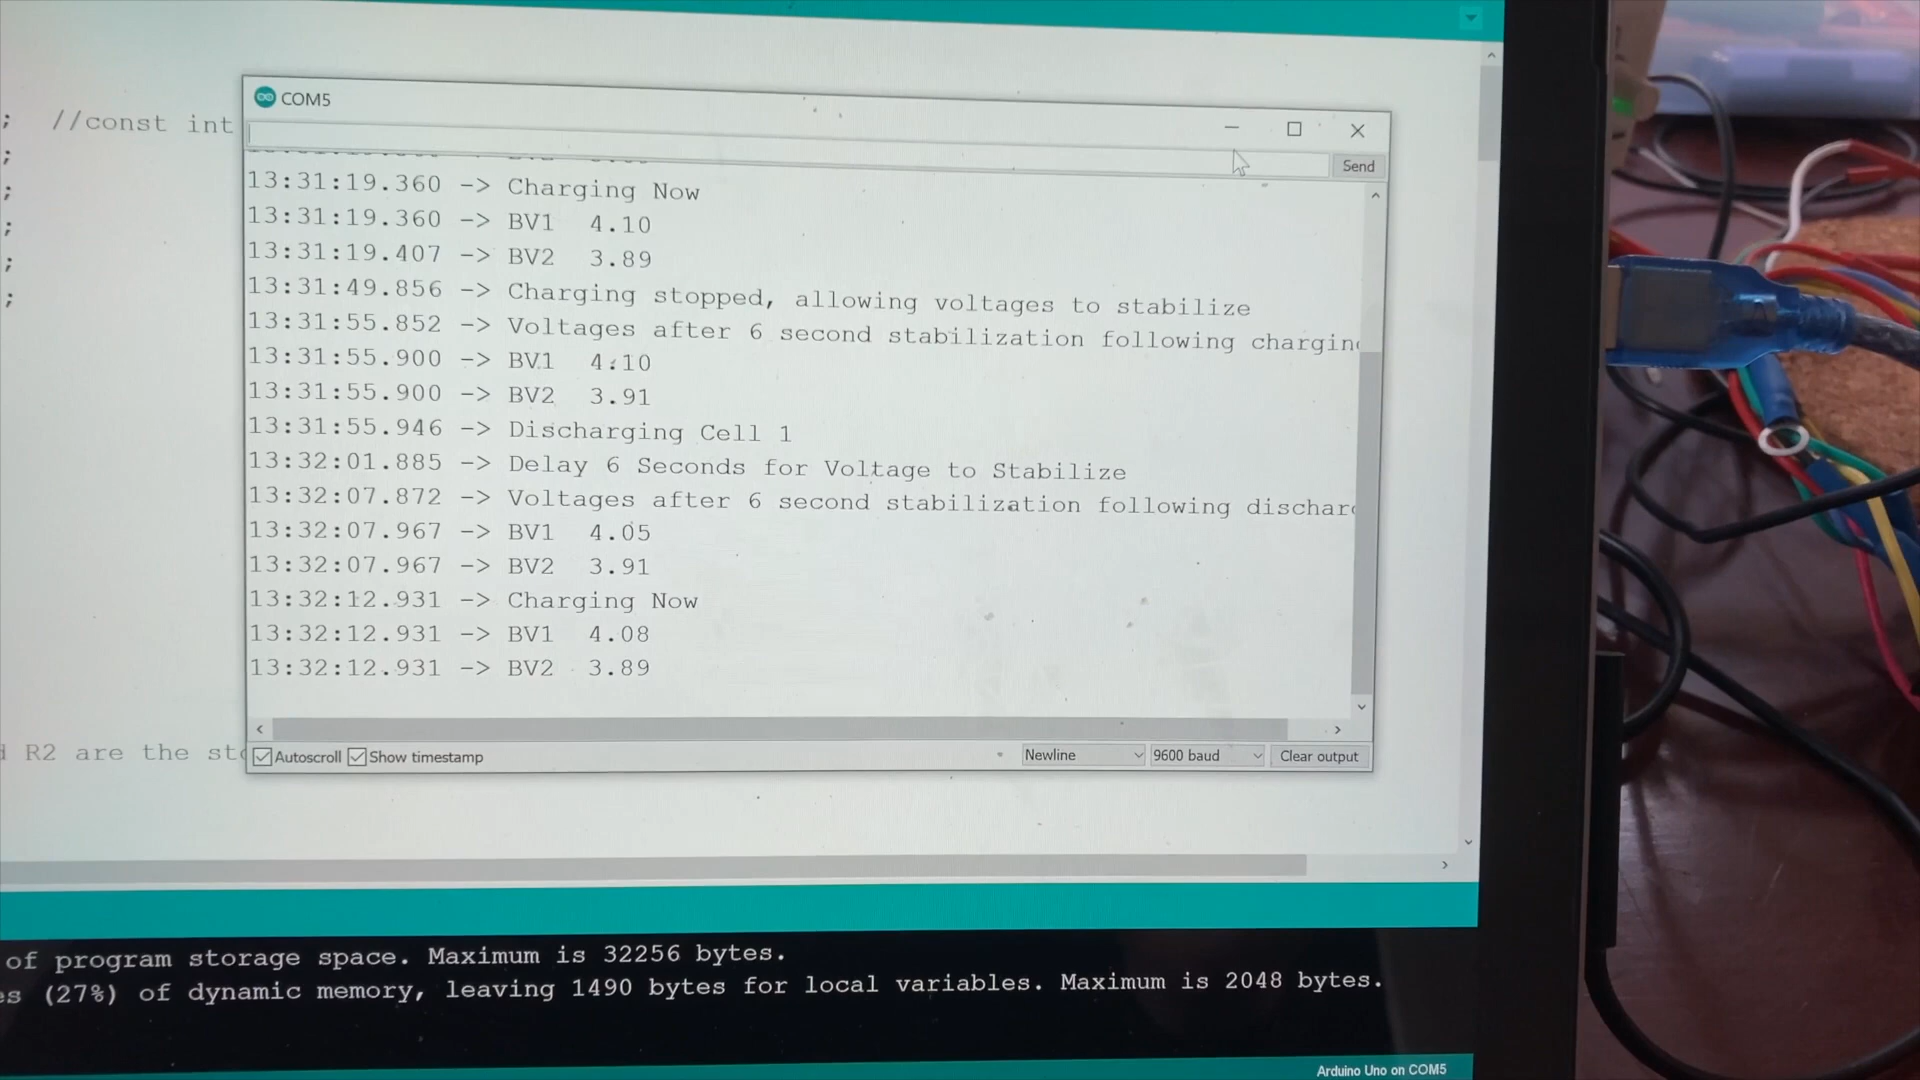 COM5
; //const int
;
;
;
;
;
Send
13:31:19.360 -> Charging Now
13:31:19.360 -> BV1 4.10
13:31:19.407 -> BV2 3.89
13:31:49.856 -> Charging stopped, allowing voltages to stabilize
13:31:55.852 -> Voltages after 6 second stabilization following chargin
13:31:55.900 -> BV1 4.10
13:31:55.900 -> BV2 3.91
13:31:55.946 -> Discharging Cell 1
13:32:01.885 -> Delay 6 Seconds for Voltage to Stabilize
13:32:07.872 -> Voltages after 6 second stabilization following dischar
13:32:07.967 -> BV1 4.05
13:32:07.967 -> BV2 3.91
13:32:12.931 -> Charging Now
13:32:12.931 -> BV1 4.08
13:32:12.931 -> BV2 3.89
R2 are the st
Autoscroll Show timestamp Newline 9600 baud Clear output
of program storage space. Maximum is 32256 bytes.
es (27%) of dynamic memory, leaving 1490 bytes for local variables. Maximum is 2048 bytes.
Arduino Uno on COM5